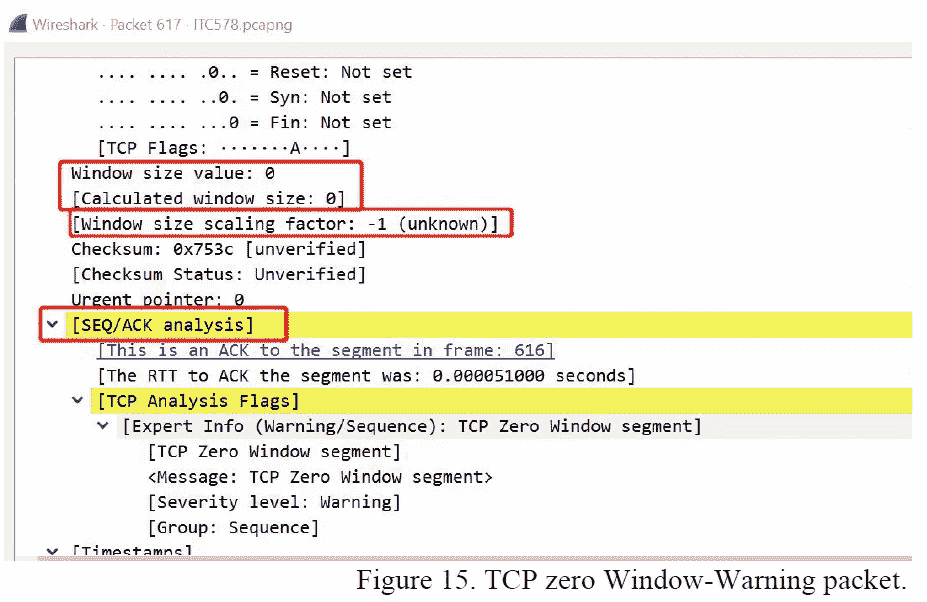 Wireshark · Packet 617 · ITC578.pcapng
.... .... .0.. = Reset: Not set
.... .... ..0. = Syn: Not set
.... .... ...0 = Fin: Not set
[TCP Flags: ·······A····]
Window size value: 0
[Calculated window size: 0]
[Window size scaling factor: -1 (unknown)]
Checksum: 0x753c [unverified]
[Checksum Status: Unverified]
Urgent pointer: 0
[SEQ/ACK analysis]
[This is an ACK to the segment in frame: 616]
[The RTT to ACK the segment was: 0.000051000 seconds]
[TCP Analysis Flags]
[Expert Info (Warning/Sequence): TCP Zero Window segment]
[TCP Zero Window segment]
<Message: TCP Zero Window segment>
[Severity level: Warning]
[Group: Sequence]
[Timestamps]
Figure 15. TCP zero Window-Warning packet.